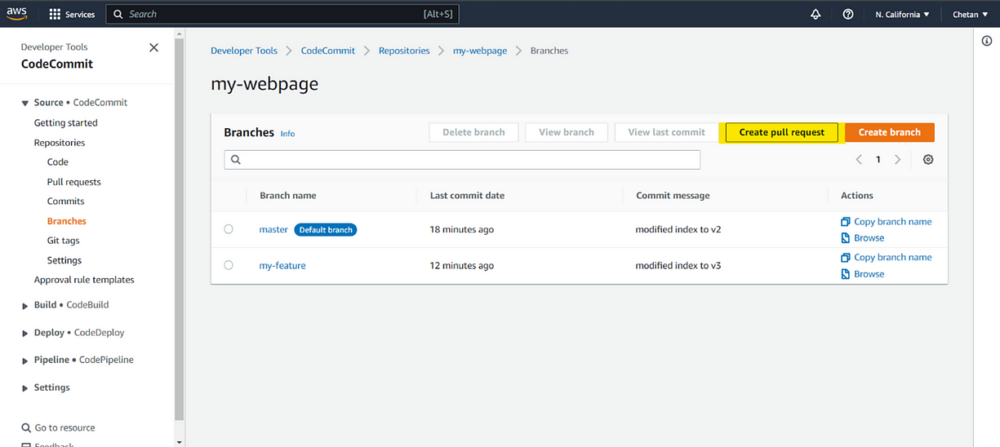 aws
Services
Search
[Alt+S]
N. California
Chetan
Developer Tools
CodeCommit
Source • CodeCommit
Getting started
Repositories
Code
Pull requests
Commits
Branches
Git tags
Settings
Approval rule templates
Build • CodeBuild
Deploy • CodeDeploy
Pipeline • CodePipeline
Settings
Go to resource
Feedback
Developer Tools > CodeCommit > Repositories > my-webpage > Branches
my-webpage
Branches Info
Delete branch
View branch
View last commit
Create pull request
Create branch
1
Branch name Last commit date Commit message Actions
master Default branch 18 minutes ago modified index to v2 Copy branch name
Browse
my-feature 12 minutes ago modified index to v3 Copy branch name
Browse